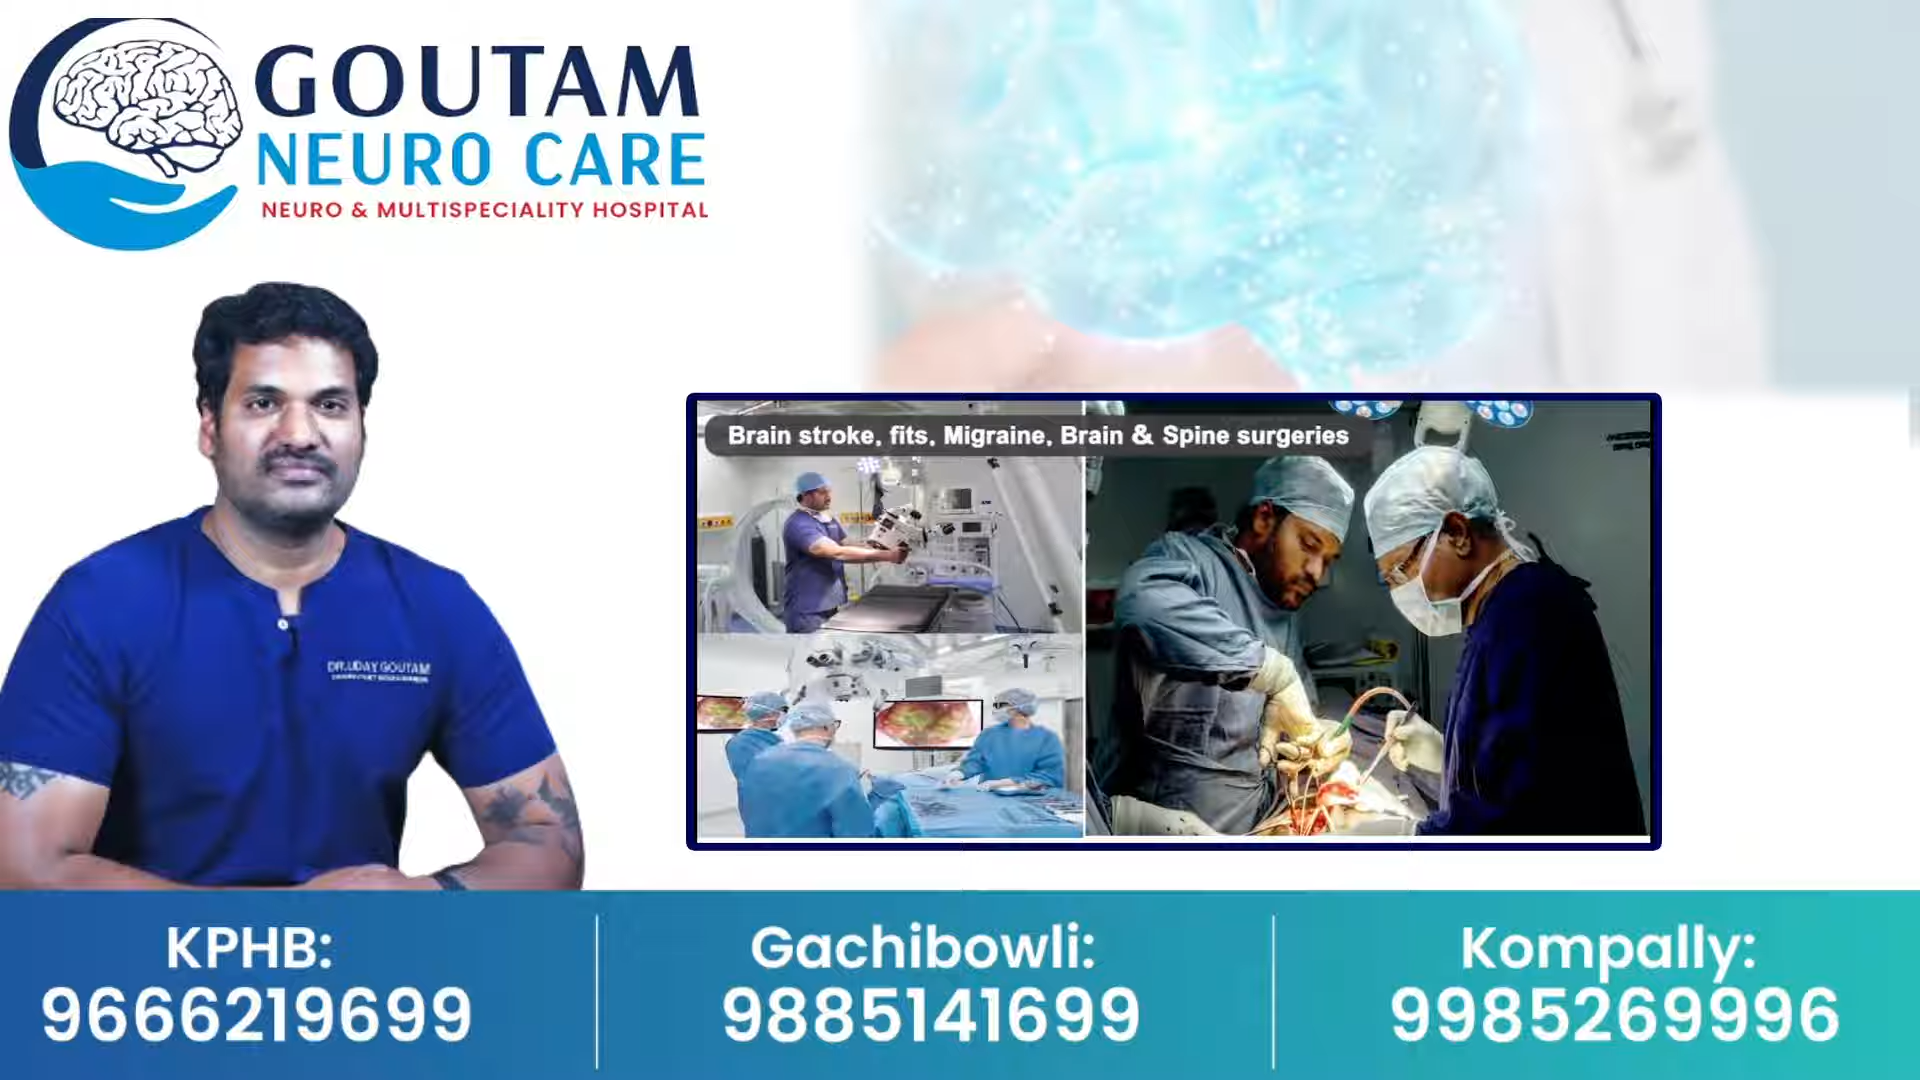 GOUTAM
NEURO CARE
NEURO & MULTISPECIALITY HOSPITAL
Brain stroke, fits, Migraine, Brain & Spine surgeries
DR.UDAY GOUTAM
KPHB:
9666219699
Gachibowli:
9885141699
Kompally:
9985269996